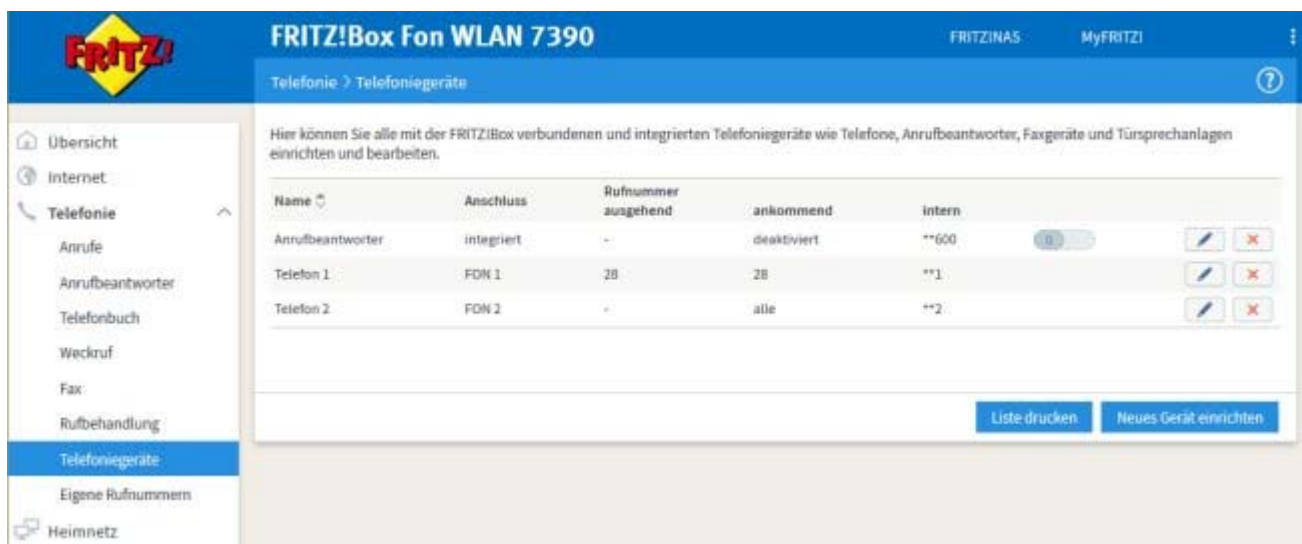 FRITZ!
FRITZ!Box Fon WLAN 7390
FRITZ!NAS
MyFRITZ!
Telefonie > Telefoniegeräte
?
Übersicht
Internet
Telefonie
Anrufe
Anrufbeantworter
Telefonbuch
Weckruf
Fax
Rufbehandlung
Telefoniegeräte
Eigene Rufnummern
Heimnetz
Hier können Sie alle mit der FRITZ!Box verbundenen und integrierten Telefoniegeräte wie Telefone, Anrufbeantworter, Faxgeräte und Türsprechanlagen
einrichten und bearbeiten.
Name Anschluss Rufnummer ausgehend ankommend intern
Anrufbeantworter integriert - deaktiviert **600
Telefon 1 FON 1 28 28 **1
Telefon 2 FON 2 - alle **2
Liste drucken Neues Gerät einrichten